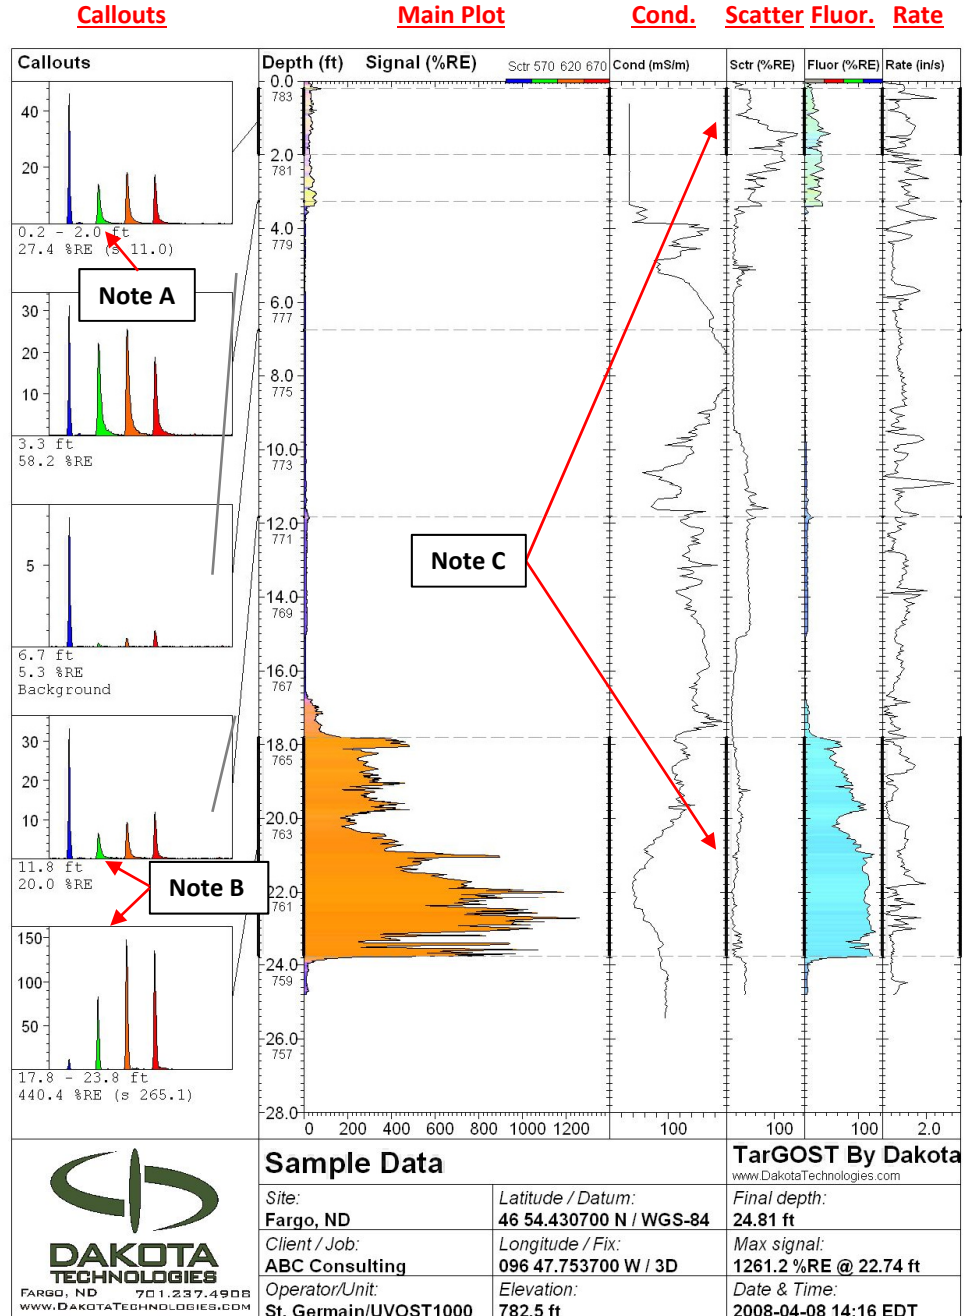 Callouts Main Plot Cond. Scatter Fluor. Rate
Callouts
Depth (ft) Signal (%RE) Sctr 570 620 670 Cond (mS/m) Sctr (%RE) Fluor (%RE) Rate (in/s)
40
20
0.2 - 2.0 ft
27.4 %RE (s 11.0)
Note A
30
20
10
3.3 ft
58.2 %RE
5
6.7 ft
5.3 %RE
Background
30
20
10
11.8 ft
20.0 %RE
Note B
150
100
50
17.8 - 23.8 ft
440.4 %RE (s 265.1)
0.0
783
2.0
781
4.0
779
6.0
777
8.0
775
10.0
773
12.0
771
14.0
769
16.0
767
18.0
765
20.0
763
22.0
761
24.0
759
26.0
757
28.0
Note C
0 200 400 600 800 1000 1200 100 100 100 2.0
DAKOTA
TECHNOLOGIES
FARGO, ND 701.237.4908
WWW.DAKOTATECHNOLOGIES.COM
Sample Data
TarGOST By Dakota
www.DakotaTechnologies.com
Site:
Fargo, ND
Latitude / Datum:
46 54.430700 N / WGS-84
Final depth:
24.81 ft
Client / Job:
ABC Consulting
Longitude / Fix:
096 47.753700 W / 3D
Max signal:
1261.2 %RE @ 22.74 ft
Operator/Unit:
St. Germain/UVOST1000
Elevation:
782.5 ft
Date & Time:
2008-04-08 14:16 EDT